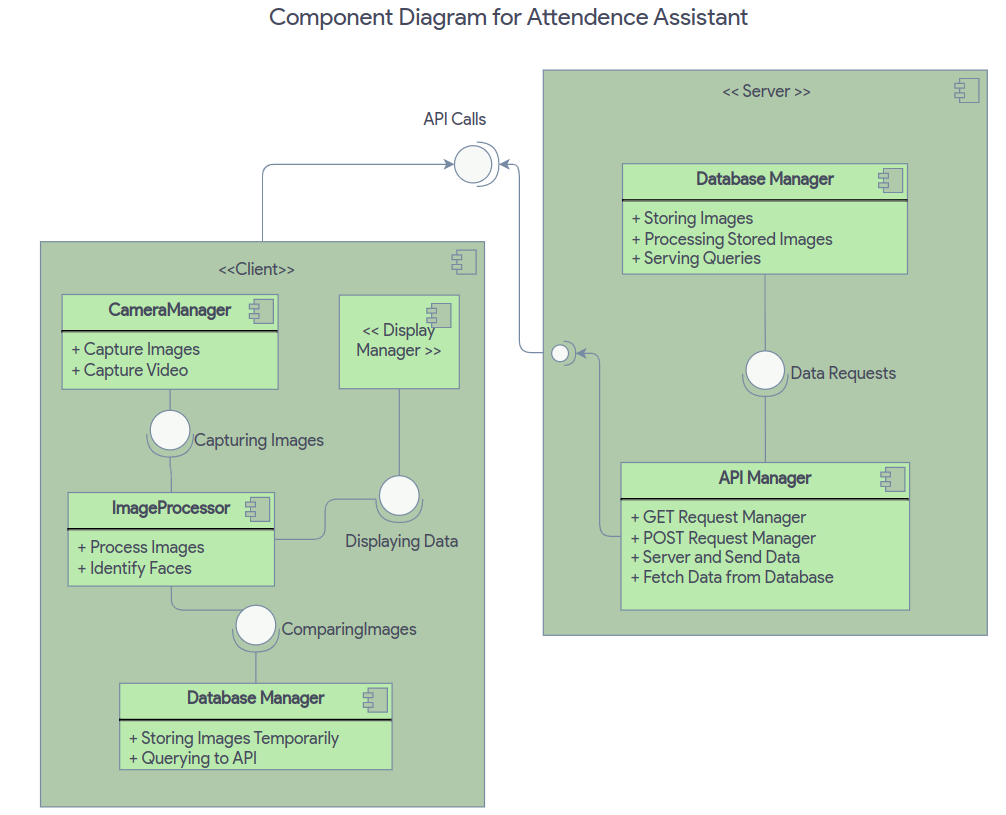 Component Diagram for Attendence Assistant
API Calls
<< Server >>
Database Manager
+ Storing Images
+ Processing Stored Images
+ Serving Queries
Data Requests
API Manager
+ GET Request Manager
+ POST Request Manager
+ Server and Send Data
+ Fetch Data from Database
<<Client>>
CameraManager
+ Capture Images
+ Capture Video
<< Display
Manager >>
Capturing Images
ImageProcessor
+ Process Images
+ Identify Faces
Displaying Data
ComparingImages
Database Manager
+ Storing Images Temporarily
+ Querying to API